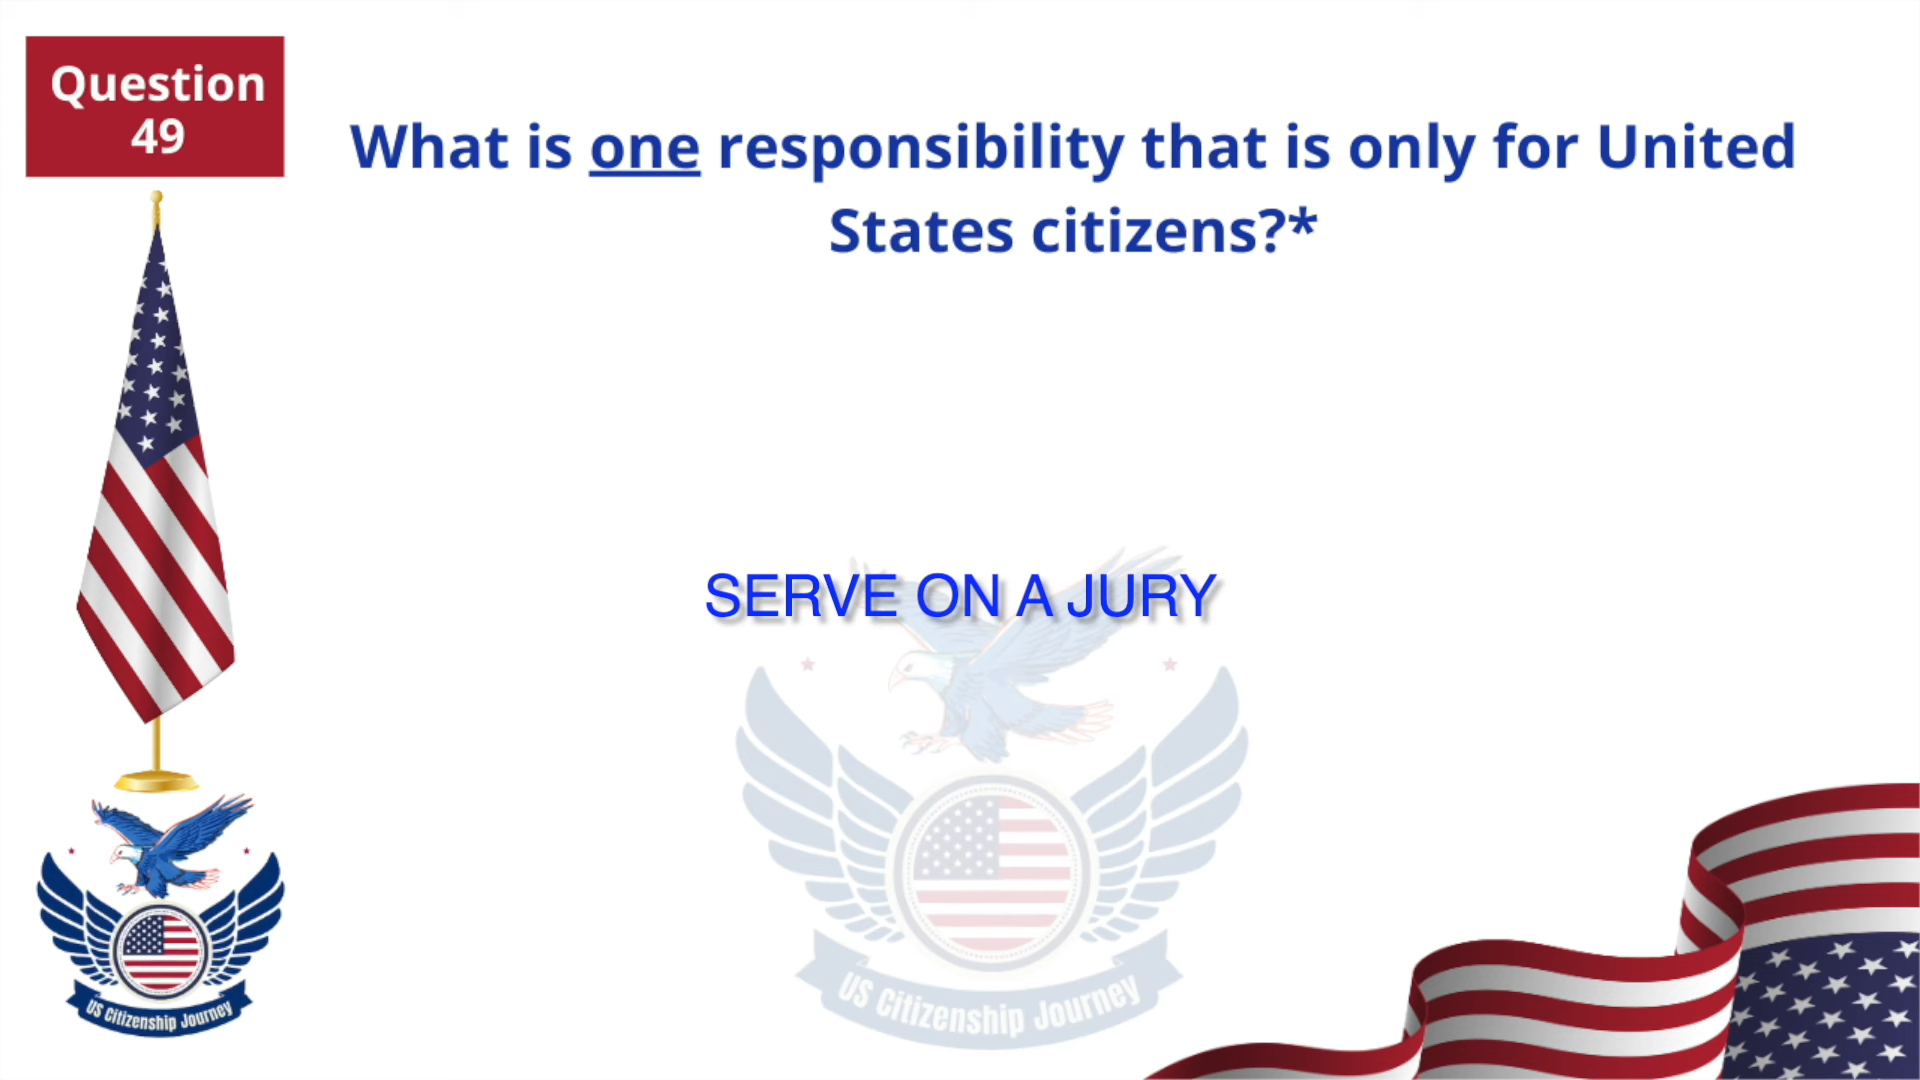 Question
49
What is one responsibility that is only for United
States citizens?*
SERVE ON A JURY
US Citizenship Journey
US Citizenship Journey